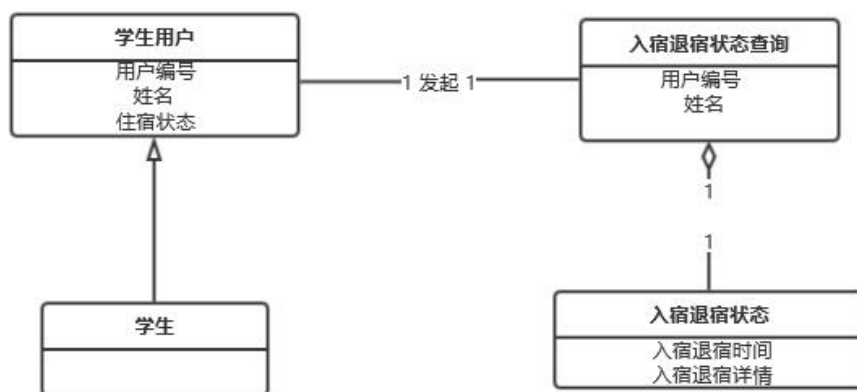 学生用户
用户编号
姓名
住宿状态
1 发起 1
入宿退宿状态查询
用户编号
姓名
1
1
学生
入宿退宿状态
入宿退宿时间
入宿退宿详情